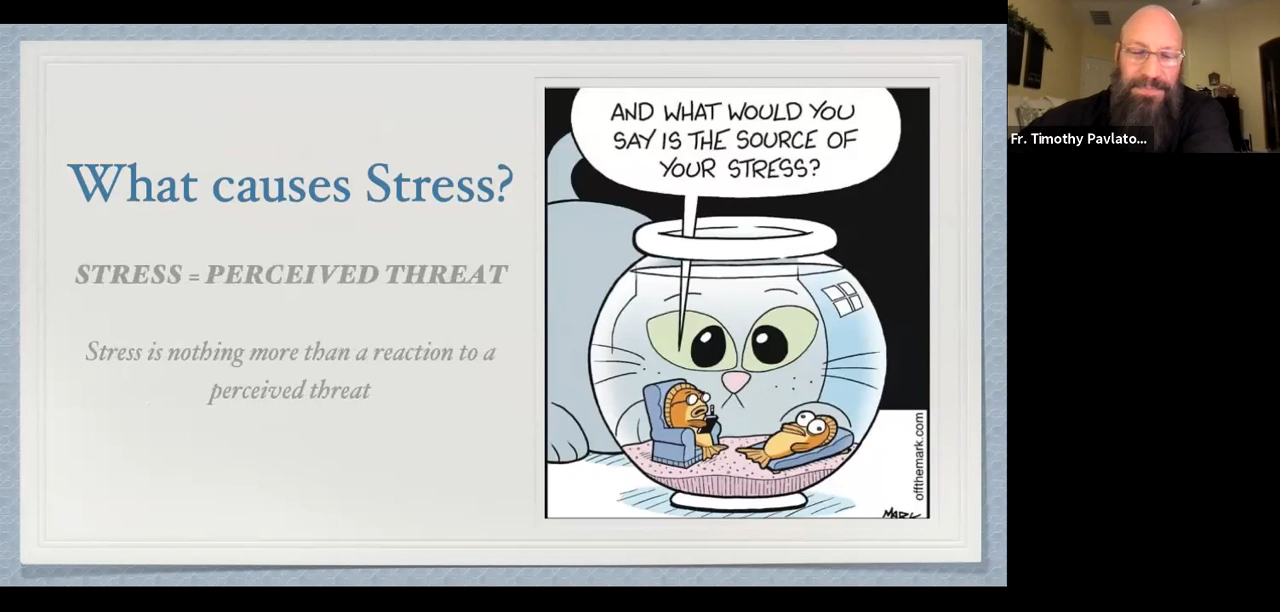 What causes Stress?
STRESS = PERCEIVED THREAT
Stress is nothing more than a reaction to a
perceived threat
AND WHAT WOULD YOU
SAY IS THE SOURCE OF
YOUR STRESS?
offthemark.com
MARK
Fr. Timothy Pavlato...